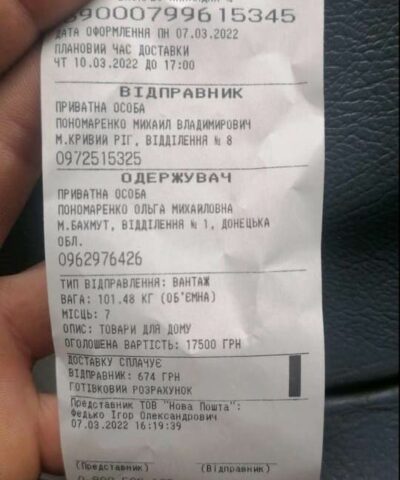 9000799615345
ДАТА ОФОРМЛЕННЯ ПН 07.03.2022
ПЛАНОВИЙ ЧАС ДОСТАВКИ
ЧТ 10.03.2022 ДО 17:00
ВІДПРАВНИК
ПРИВАТНА ОСОБА
ПОНОМАРЕНКО МИХАИЛ ВЛАДИМИРОВИЧ
М.КРИВИЙ РІГ, ВІДДІЛЕННЯ № 8
0972515325
ОДЕРЖУВАЧ
ПРИВАТНА ОСОБА
ПОНОМАРЕНКО ОЛЬГА МИХАИЛОВНА
М.БАХМУТ, ВІДДІЛЕННЯ № 1, ДОНЕЦЬКА
ОБЛ.
0962976426
ТИП ВІДПРАВЛЕННЯ: ВАНТАЖ
ВАГА: 101.48 КГ (ОБ'ЄМНА)
МІСЦЬ: 7
ОПИС: ТОВАРИ ДЛЯ ДОМУ
ОГОЛОШЕНА ВАРТІСТЬ: 17500 ГРН
ДОСТАВКУ СПЛАЧУЄ
ВІДПРАВНИК: 674 ГРН
ГОТІВКОВИЙ РОЗРАХУНОК
Представник ТОВ "Нова Пошта":
Федько Ігор Олександрович
07.03.2022 16:19:39
(Представник) (Відправник)